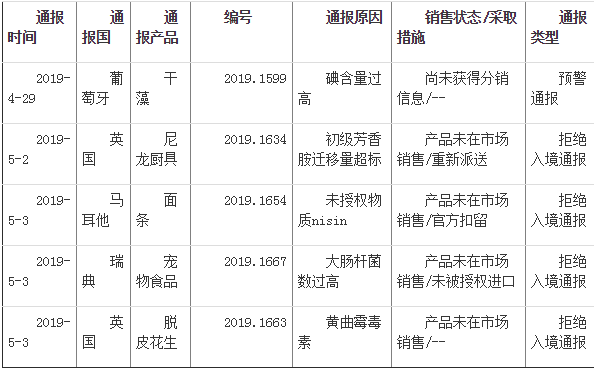 通报时间 通报国 通报产品 编号 通报原因 销售状态/采取措施 通报类型
2019-4-29 葡萄牙 干藻 2019.1599 碘含量过高 尚未获得分销信息/-- 预警通报
2019-5-2 英国 尼龙厨具 2019.1634 初级芳香胺迁移量超标 产品未在市场销售/重新派送 拒绝入境通报
2019-5-3 马耳他 面条 2019.1654 未授权物质nisin 产品未在市场销售/官方扣留 拒绝入境通报
2019-5-3 瑞典 宠物食品 2019.1667 大肠杆菌数过高 产品未在市场销售/未被授权进口 拒绝入境通报
2019-5-3 英国 脱皮花生 2019.1663 黄曲霉毒素 产品未在市场销售/-- 拒绝入境通报